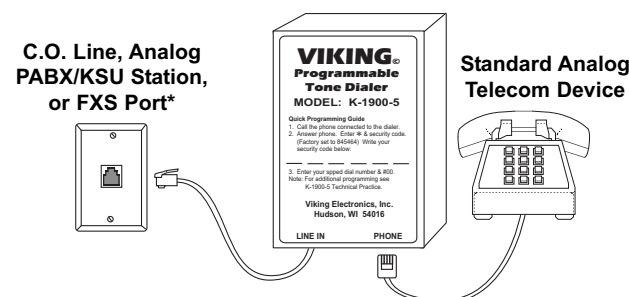 C.O. Line, Analog
PABX/KSU Station,
or FXS Port*
VIKING©
Programmable
Tone Dialer
MODEL: K-1900-5
Quick Programming Guide
1. Call the phone connected to the dialer.
2. Answer phone. Enter ✻ & security code.
(Factory set to 845464) Write your
security code below:
3. Enter your spped dial number & #00.
Note: For additional programming see
K-1900-5 Technical Practice.
Viking Electronics, Inc.
Hudson, WI 54016
LINE IN PHONE
Standard Analog
Telecom Device